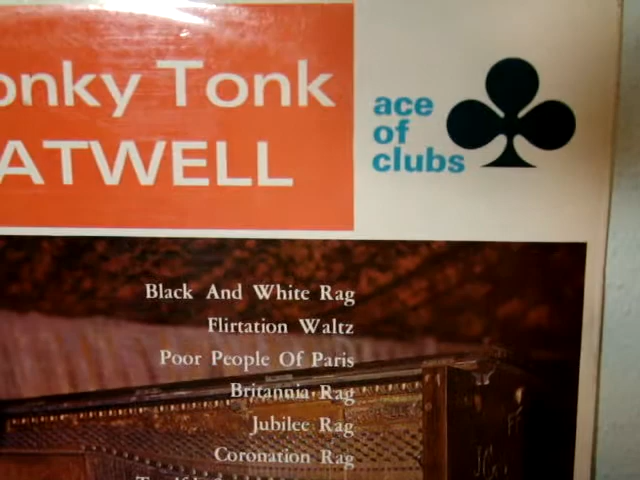 onky Tonk
ATWELL
ace
of
clubs
Black And White Rag
Flirtation Waltz
Poor People Of Paris
Britannia Rag
Jubilee Rag
Coronation Rag